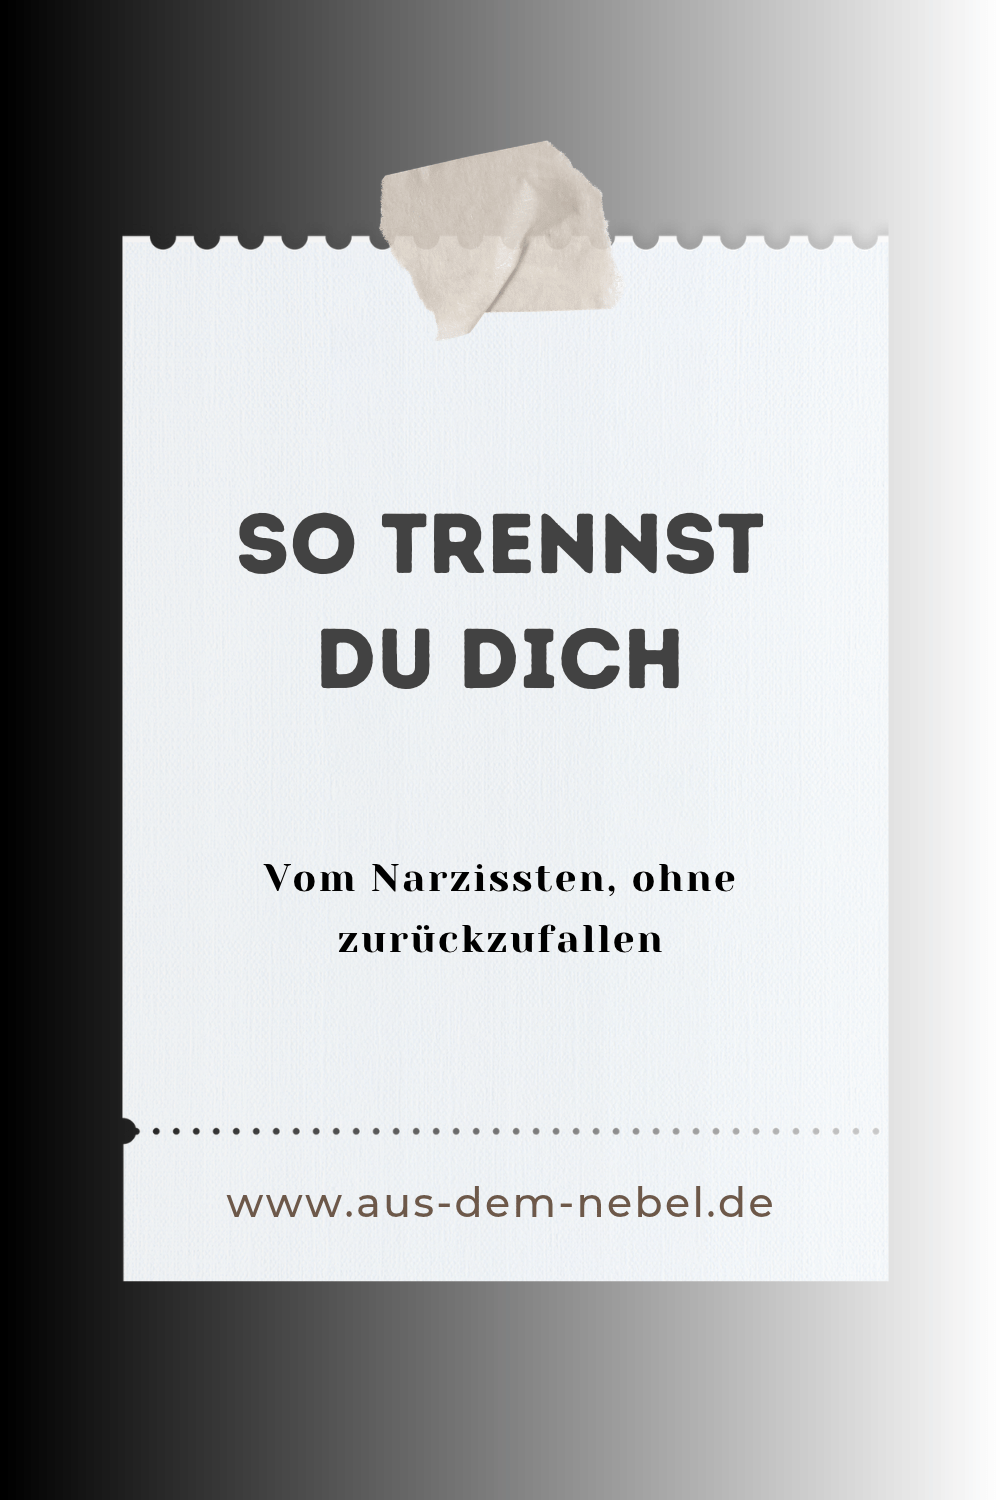 SO TRENNST
DU DICH
Vom Narzissten, ohne
zurückzufallen
www.aus-dem-nebel.de